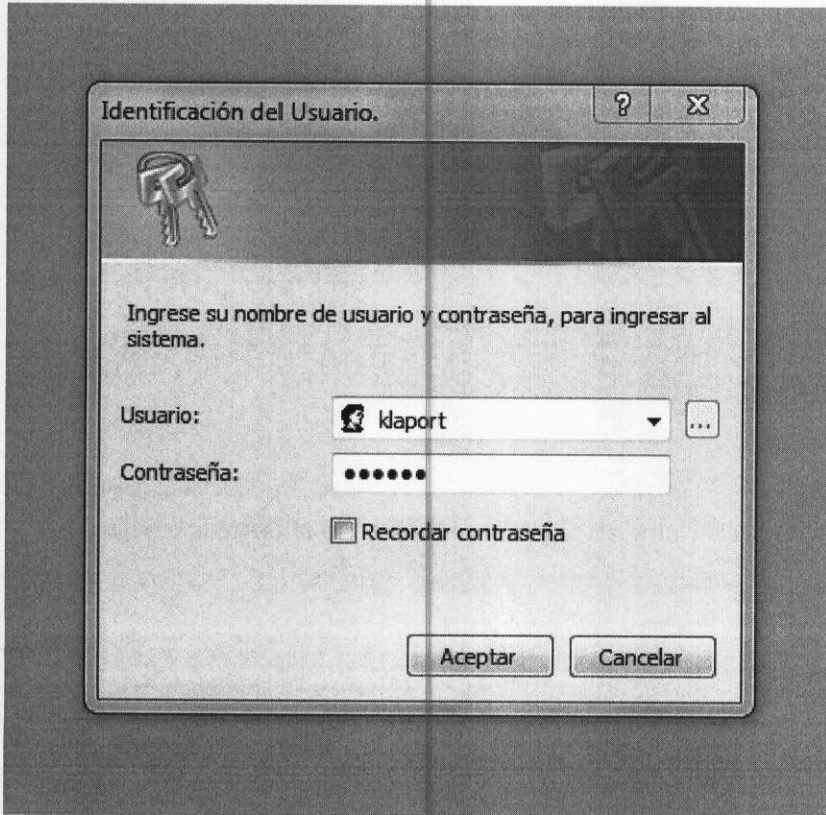 Identificación del Usuario.
Ingrese su nombre de usuario y contraseña, para ingresar al
sistema.
Usuario: klaport ...
Contraseña: ●●●●●●
Recordar contraseña
Aceptar Cancelar